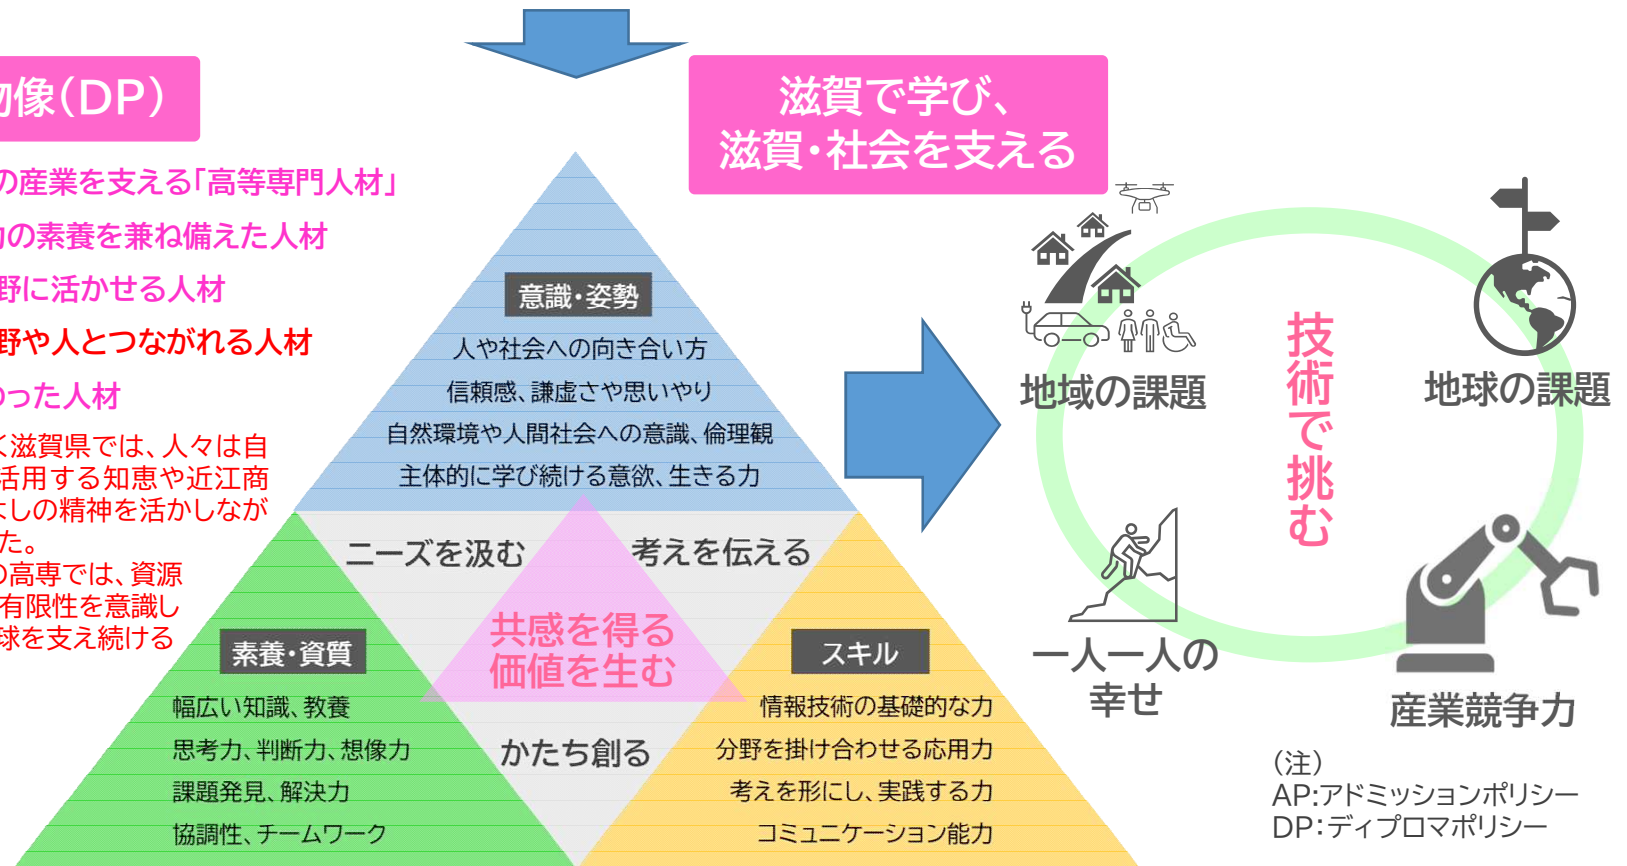 物像（DP）
の産業を支える「高等専門人材」
の素養を兼ね備えた人材
野に活かせる人材
野や人とつながれる人材
った人材
滋賀県では、人々は自
活用する知恵や近江商
よしの精神を活かしなが
た。
の高専では、資源
有限性を意識し
球を支え続ける
滋賀で学び、
滋賀・社会を支える
意識・姿勢
人や社会への向き合い方
信頼感、謙虚さや思いやり
自然環境や人間社会への意識、倫理観
主体的に学び続ける意欲、生きる力
ニーズを汲む
考えを伝える
共感を得る
価値を生む
かたち創る
素養・資質
幅広い知識、教養
思考力、判断力、想像力
課題発見、解決力
協調性、チームワーク
スキル
情報技術の基礎的な力
分野を掛け合わせる応用力
考えを形にし、実践する力
コミュニケーション能力
地域の課題
地球の課題
技術で挑む
一人一人の
幸せ
産業競争力
（注）
AP:アドミッションポリシー
DP：ディプロマポリシー